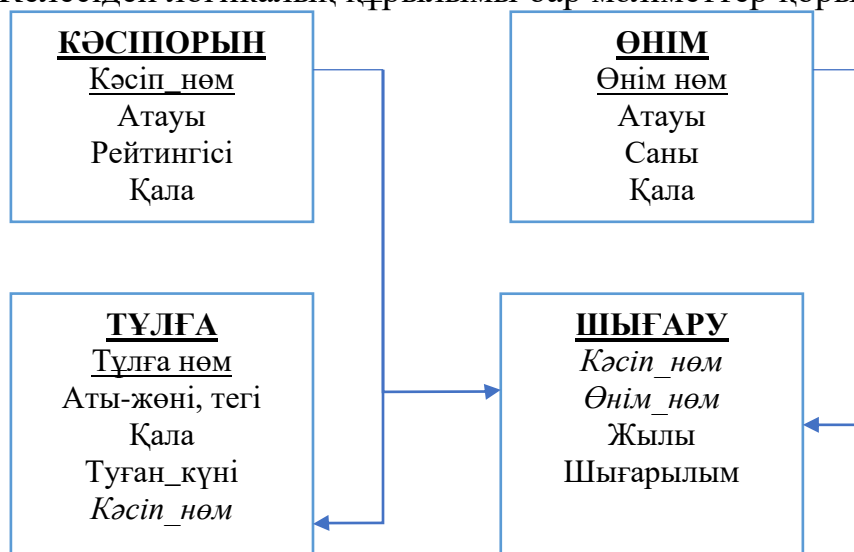 КӘСІПОРЫН
Кәсіп_нөм
Атауы
Рейтингісі
Қала
ӨНІМ
Өнім нөм
Атауы
Саны
Қала
ТҰЛҒА
Тұлға нөм
Аты-жөні, тегі
Қала
Туған_күні
Кәсіп_нөм
ШЫҒАРУ
Кәсіп_нөм
Өнім_нөм
Жылы
Шығарылым